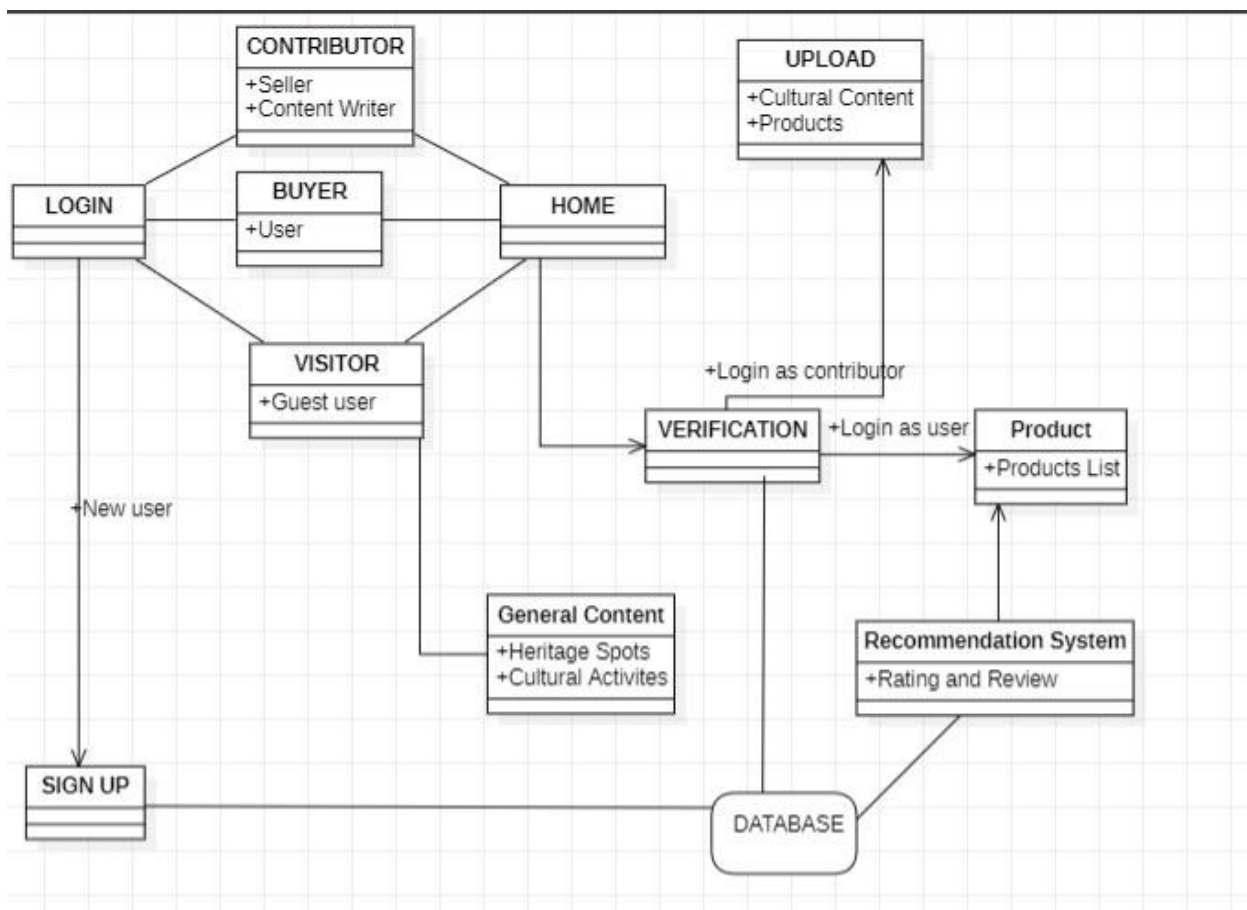 CONTRIBUTOR
+Seller
+Content Writer
UPLOAD
+Cultural Content
+Products
LOGIN
BUYER
+User
HOME
VISITOR
+Guest user
+Login as contributor
VERIFICATION
+Login as user
Product
+Products List
+New user
General Content
+Heritage Spots
+Cultural Activites
Recommendation System
+Rating and Review
SIGN UP
DATABASE